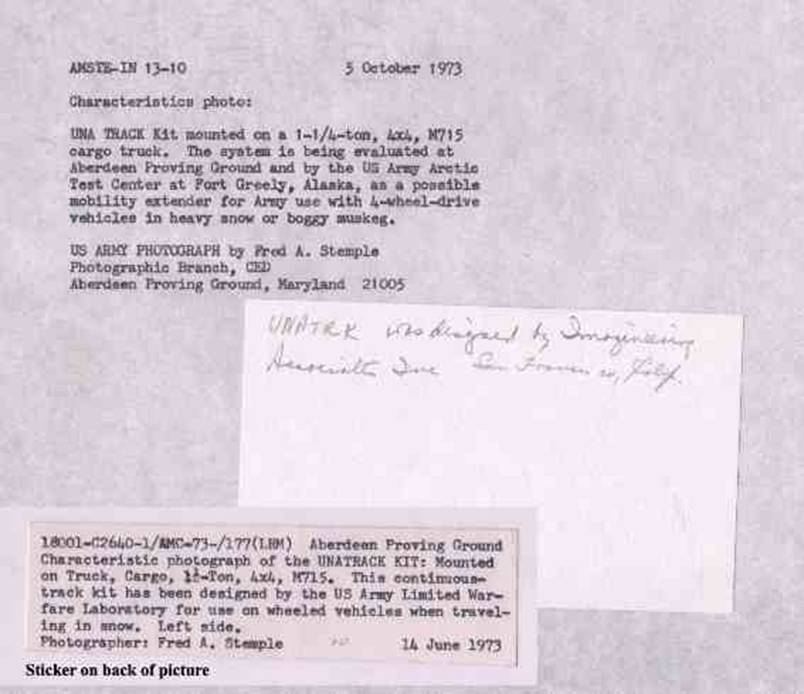 AMSTE-IN 13-10 5 October 1973
Characteristics photo:
UNA TRACK Kit mounted on a 1-1/4-ton, 4x4, M715
cargo truck. The system is being evaluated at
Aberdeen Proving Ground and by the US Army Arctic
Test Center at Fort Greely, Alaska, as a possible
mobility extender for Army use with 4-wheel-drive
vehicles in heavy snow or boggy muskeg.
US ARMY PHOTOGRAPH by Fred A. Stemple
Photographic Branch, CED
Aberdeen Proving Ground, Maryland 21005
UNATRK was designed by Imagineering
Associates Inc San Francisco, Calif.
18001-C2640-1/AMC-73-/177(LHM) Aberdeen Proving Ground
Characteristic photograph of the UNATRACK KIT: Mounted
on Truck, Cargo, 1¼-Ton, 4x4, M715. This continuous-
track kit has been designed by the US Army Limited War-
fare Laboratory for use on wheeled vehicles when travel-
ing in snow. Left side.
Photographer: Fred A. Stemple 14 June 1973
Sticker on back of picture